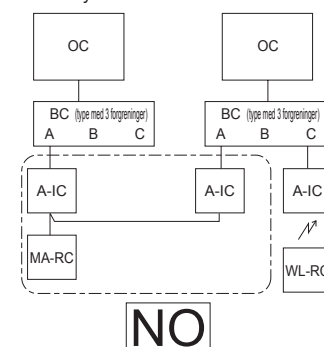 OC OC
BC (type med 3 forgreninger) BC (type med 3 forgreninger)
A B C A B C
A-IC A-IC A-IC
MA-RC WL-RC
NO